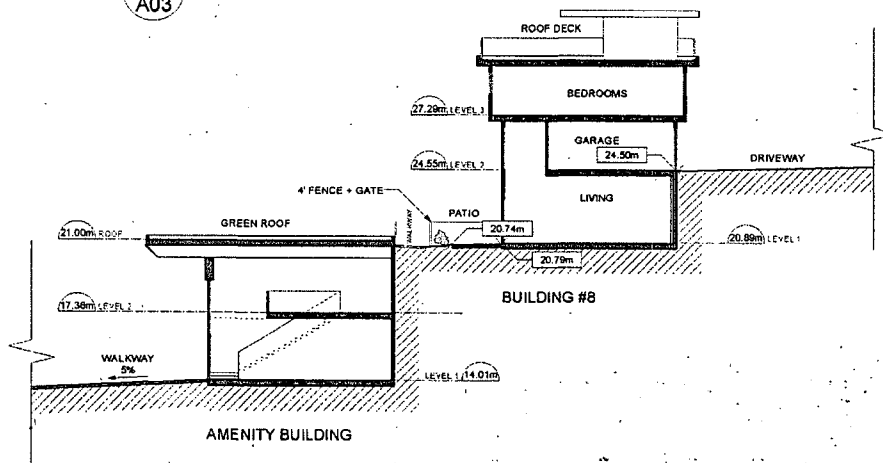 A03
ROOF DECK
BEDROOMS
27.29m LEVEL 3
GARAGE
24.50m
24.55m LEVEL 2
DRIVEWAY
4' FENCE + GATE
LIVING
PATIO
WALKWAY
GREEN ROOF
20.74m
21.00m ROOF
20.89m LEVEL 1
20.79m
BUILDING #8
17.36m LEVEL 2
WALKWAY
5%
LEVEL 1 14.01m
AMENITY BUILDING